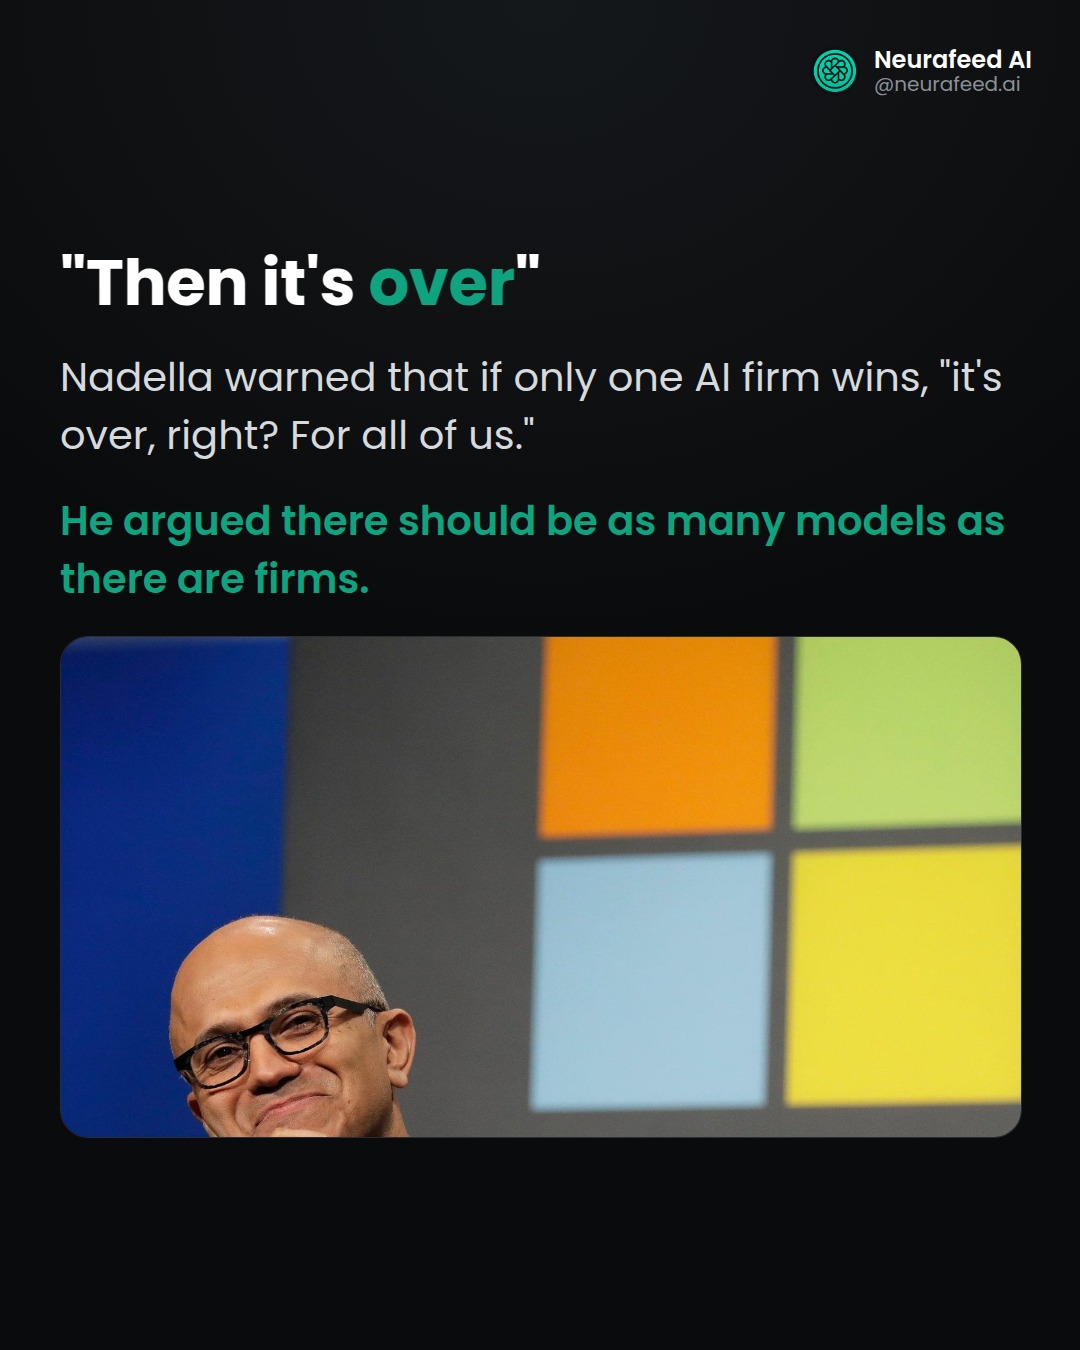 Neurafeed AI
@neurafeed.ai
"Then it's over"
Nadella warned that if only one AI firm wins, "it's
over, right? For all of us."
He argued there should be as many models as
there are firms.